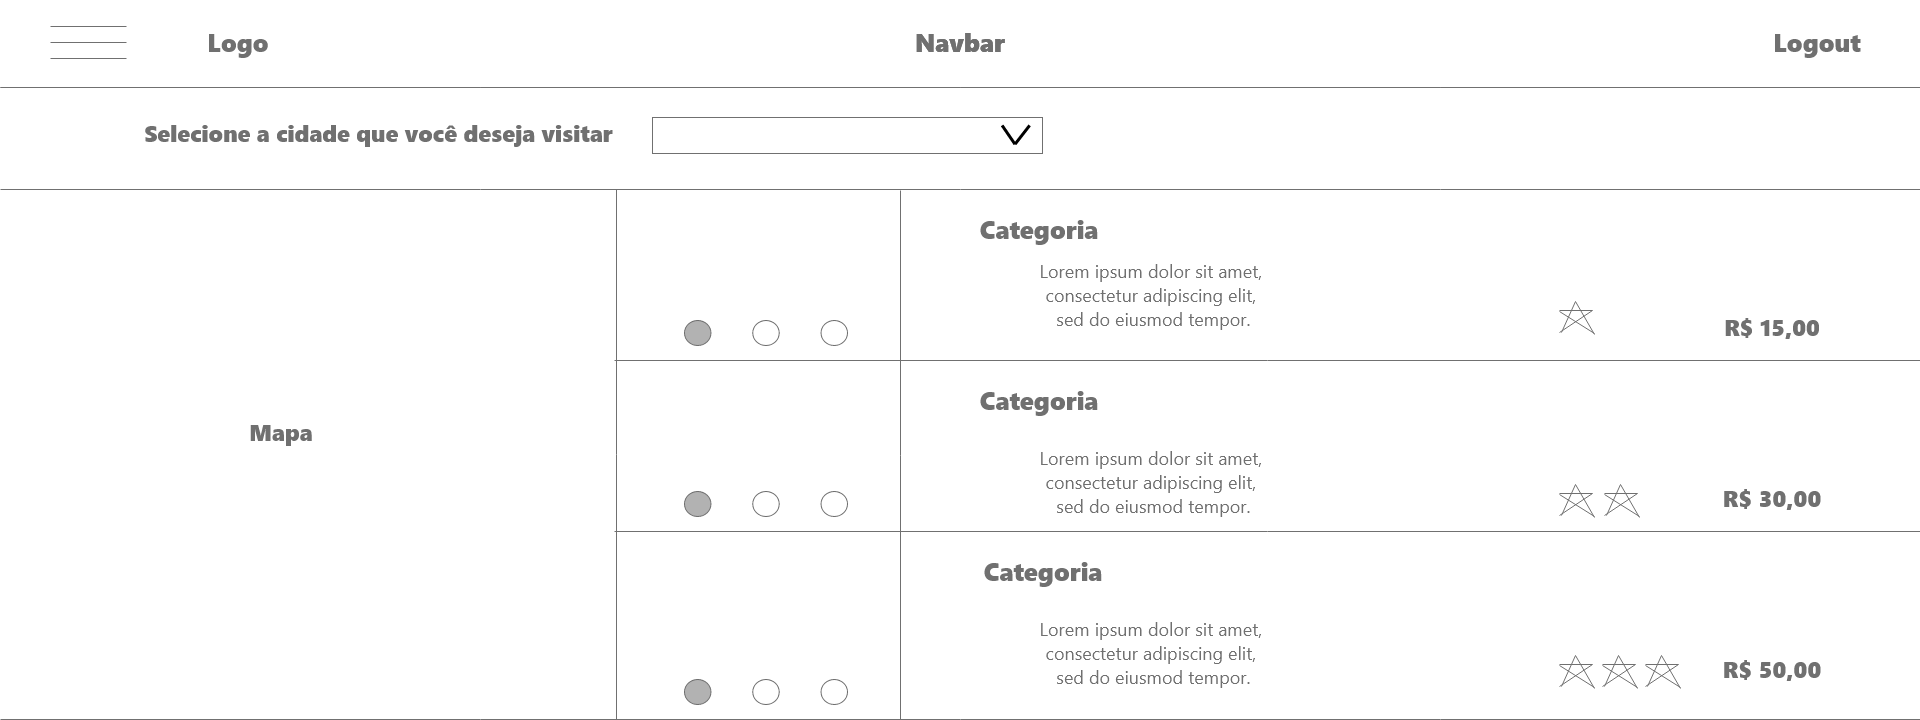 Logo
Navbar
Logout
Selecione a cidade que você deseja visitar
Mapa
Categoria
Lorem ipsum dolor sit amet,
consectetur adipiscing elit,
sed do eiusmod tempor.
R$ 15,00
Categoria
Lorem ipsum dolor sit amet,
consectetur adipiscing elit,
sed do eiusmod tempor.
R$ 30,00
Categoria
Lorem ipsum dolor sit amet,
consectetur adipiscing elit,
sed do eiusmod tempor.
R$ 50,00